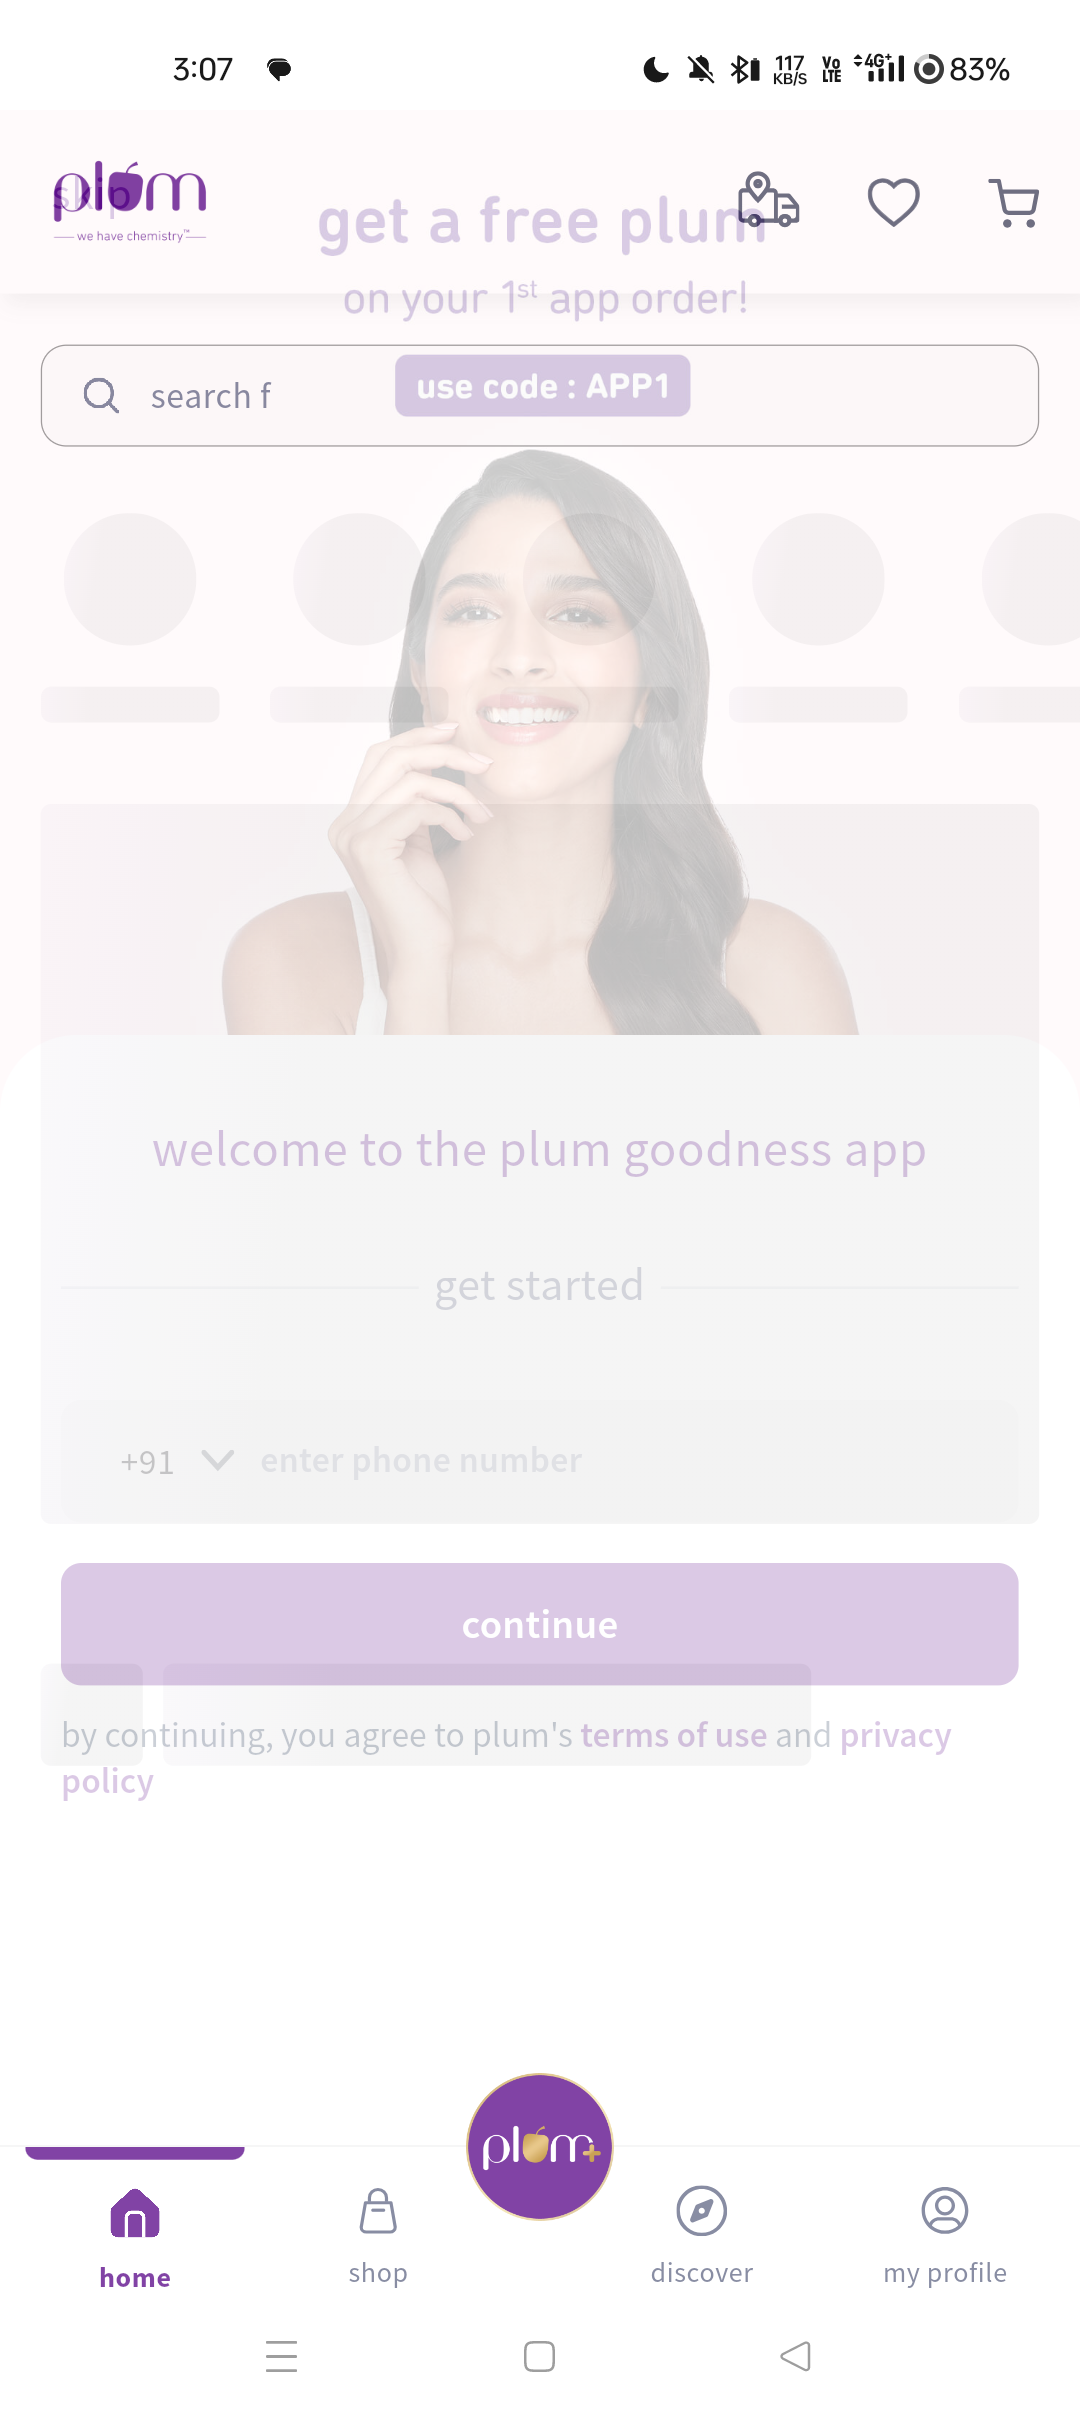 3:07
117 KB/S Vo LTE 4G+ 83%
skip
plum
we have chemistry™
get a free plum
on your 1st app order!
use code : APP1
search f
welcome to the plum goodness app
get started
+91 enter phone number
continue
by continuing, you agree to plum's terms of use and privacy
policy
plum+
home shop discover my profile